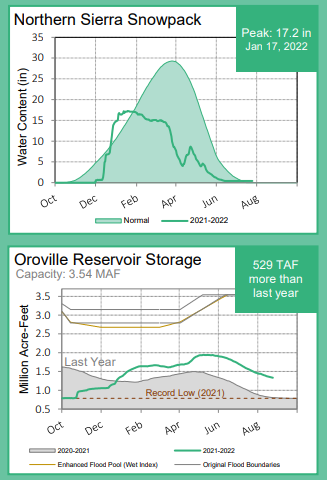 Northern Sierra Snowpack
Peak: 17.2 in
Jan 17, 2022
Water Content (in)
35
30
25
20
15
10
5
0
Oct
Dec
Feb
Apr
Jun
Aug
Normal
2021-2022
Oroville Reservoir Storage
Capacity: 3.54 MAF
529 TAF
more than
last year
Million Acre-Feet
3.5
3.0
2.5
2.0
1.5
1.0
0.5
Last Year
Record Low (2021)
Oct
Dec
Feb
Apr
Jun
Aug
2020-2021
2021-2022
Enhanced Flood Pool (Wet Index)
Original Flood Boundaries